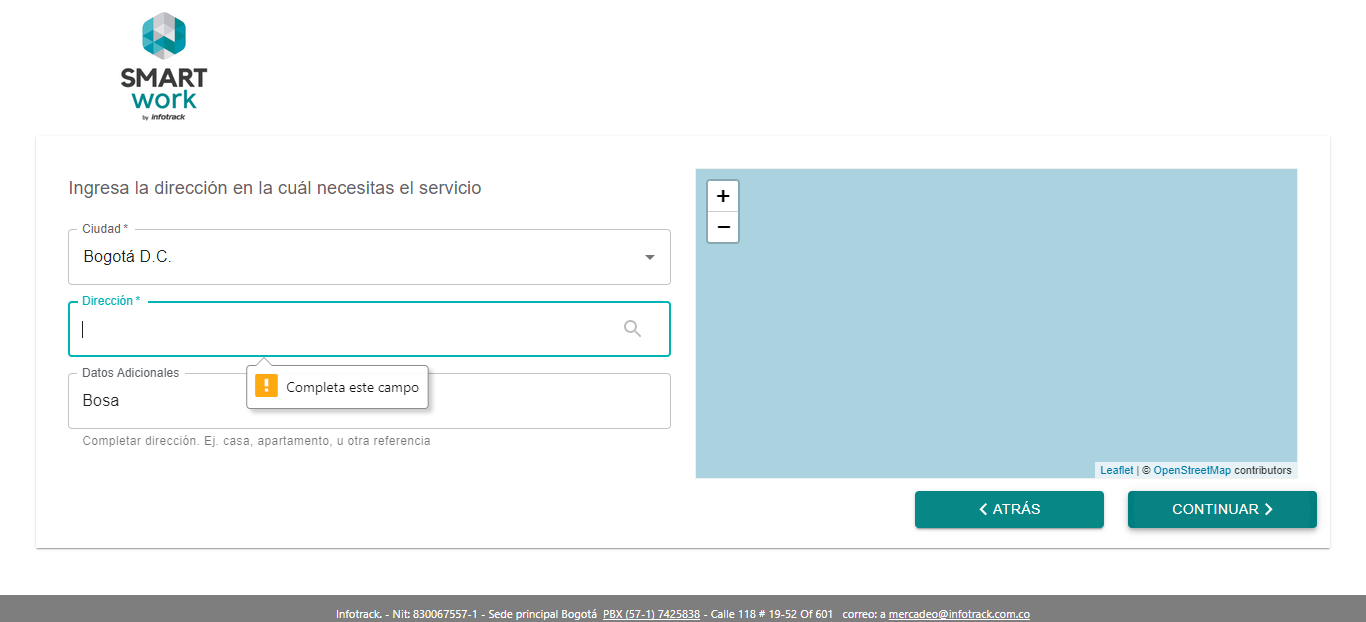 SMART
work
by infotrack
Ingresa la dirección en la cuál necesitas el servicio
Ciudad *
Bogotá D.C.
Dirección *
Completa este campo
Datos Adicionales
Bosa
Completar dirección. Ej. casa, apartamento, u otra referencia
+
−
Leaflet | © OpenStreetMap contributors
ATRÁS
CONTINUAR
Infotrack. - Nit: 830067557-1 - Sede principal Bogotá PBX (57-1) 7425838 - Calle 118 # 19-52 Of 601 correo: a mercadeo@infotrack.com.co